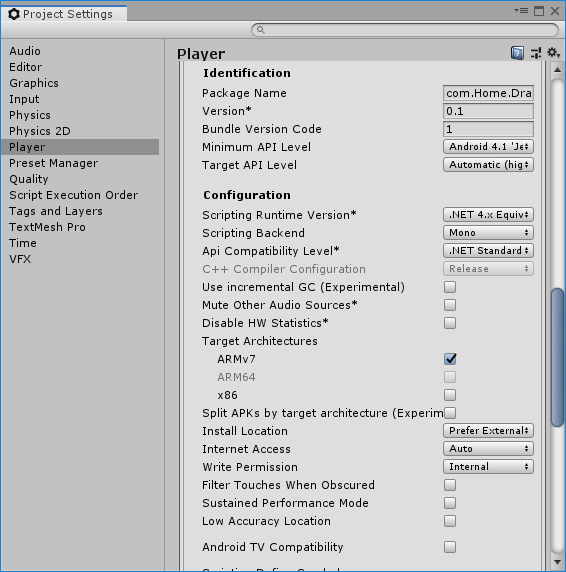 Project Settings
Audio
Editor
Graphics
Input
Physics
Physics 2D
Player
Preset Manager
Quality
Script Execution Order
Tags and Layers
TextMesh Pro
Time
VFX
Player
Identification
Package Name com.Home.Dra
Version* 0.1
Bundle Version Code 1
Minimum API Level Android 4.1 'Je
Target API Level Automatic (hig
Configuration
Scripting Runtime Version* .NET 4.x Equiv
Scripting Backend Mono
Api Compatibility Level* .NET Standard
C++ Compiler Configuration Release
Use incremental GC (Experimental)
Mute Other Audio Sources*
Disable HW Statistics*
Target Architectures
ARMv7
ARM64
x86
Split APKs by target architecture (Experim
Install Location Prefer External
Internet Access Auto
Write Permission Internal
Filter Touches When Obscured
Sustained Performance Mode
Low Accuracy Location
Android TV Compatibility